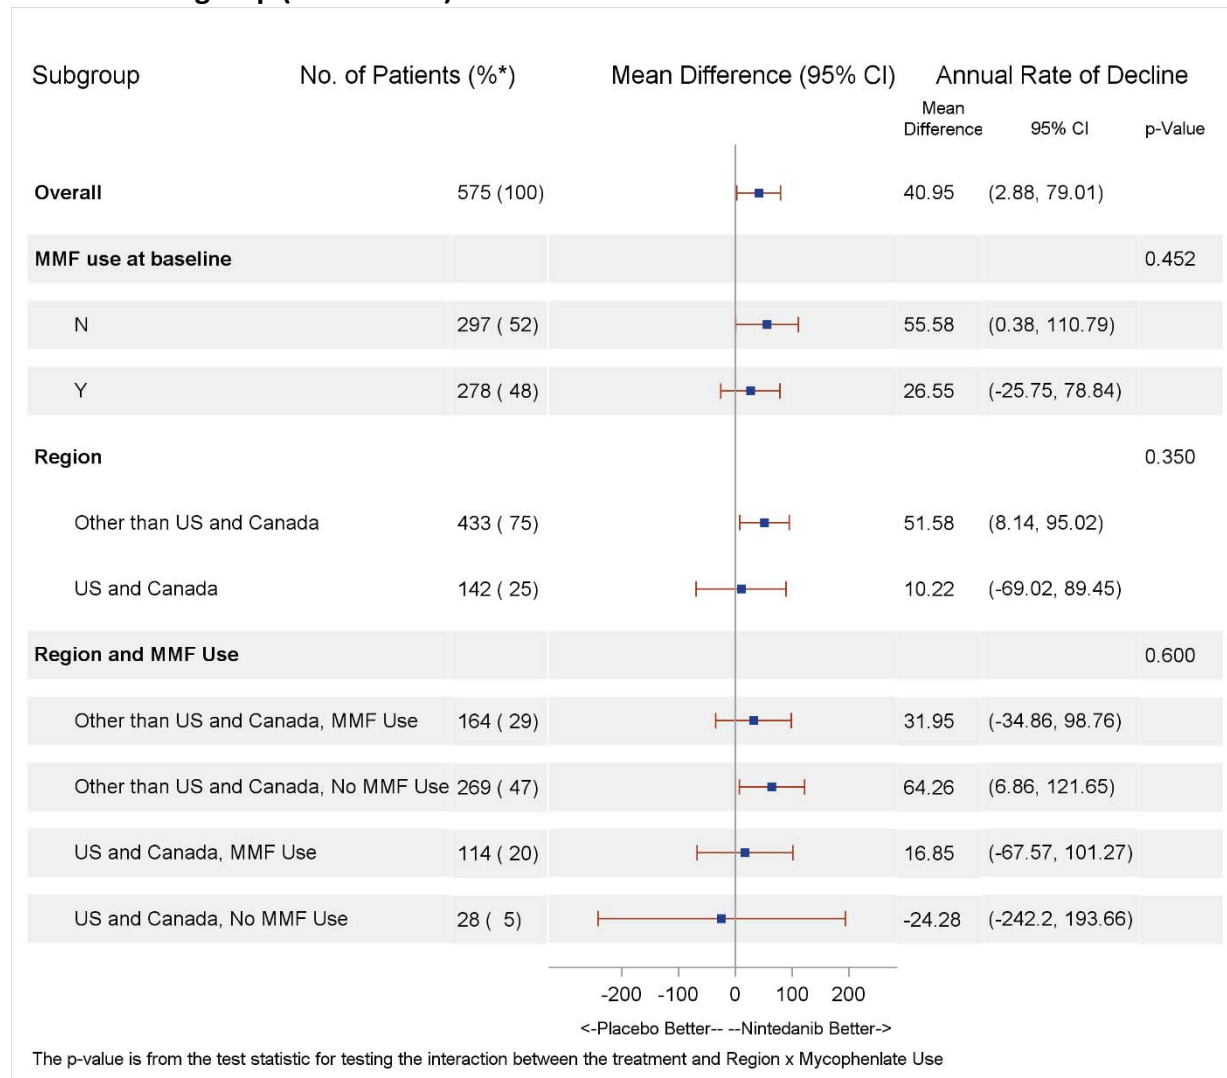 Subgroup No. of Patients (%*) Mean Difference (95% CI) Annual Rate of Decline
Mean
Difference 95% CI p-Value
Overall 575 (100) 40.95 (2.88, 79.01)
MMF use at baseline 0.452
N 297 ( 52) 55.58 (0.38, 110.79)
Y 278 ( 48) 26.55 (-25.75, 78.84)
Region 0.350
Other than US and Canada 433 ( 75) 51.58 (8.14, 95.02)
US and Canada 142 ( 25) 10.22 (-69.02, 89.45)
Region and MMF Use 0.600
Other than US and Canada, MMF Use 164 ( 29) 31.95 (-34.86, 98.76)
Other than US and Canada, No MMF Use 269 ( 47) 64.26 (6.86, 121.65)
US and Canada, MMF Use 114 ( 20) 16.85 (-67.57, 101.27)
US and Canada, No MMF Use 28 ( 5) -24.28 (-242.2, 193.66)
-200 -100 0 100 200
<-Placebo Better-- --Nintedanib Better->
The p-value is from the test statistic for testing the interaction between the treatment and Region x Mycophenlate Use